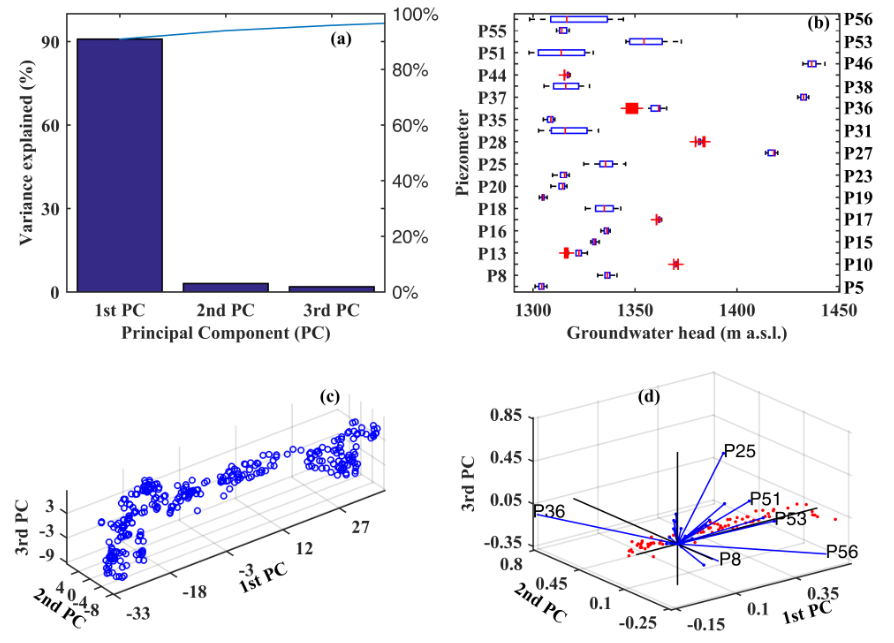 (a)
Variance explained (%)
90
60
30
0
100%
80%
60%
40%
20%
0%
1st PC
2nd PC
3rd PC
Principal Component (PC)
(b)
Piezometer
P55
P51
P44
P37
P35
P28
P25
P20
P18
P16
P13
P8
P56
P53
P46
P38
P36
P31
P27
P23
P19
P17
P15
P10
P5
1300
1350
1400
1450
Groundwater head (m a.s.l.)
(c)
3rd PC
3
-3
-9
2nd PC
4
0
-4
-8
-33
-18
-3
12
27
1st PC
(d)
3rd PC
0.85
0.45
0.05
-0.35
0.8
0.45
0.1
-0.25
2nd PC
-0.15
0.1
0.35
1st PC
P25
P36
P51
P53
P8
P56